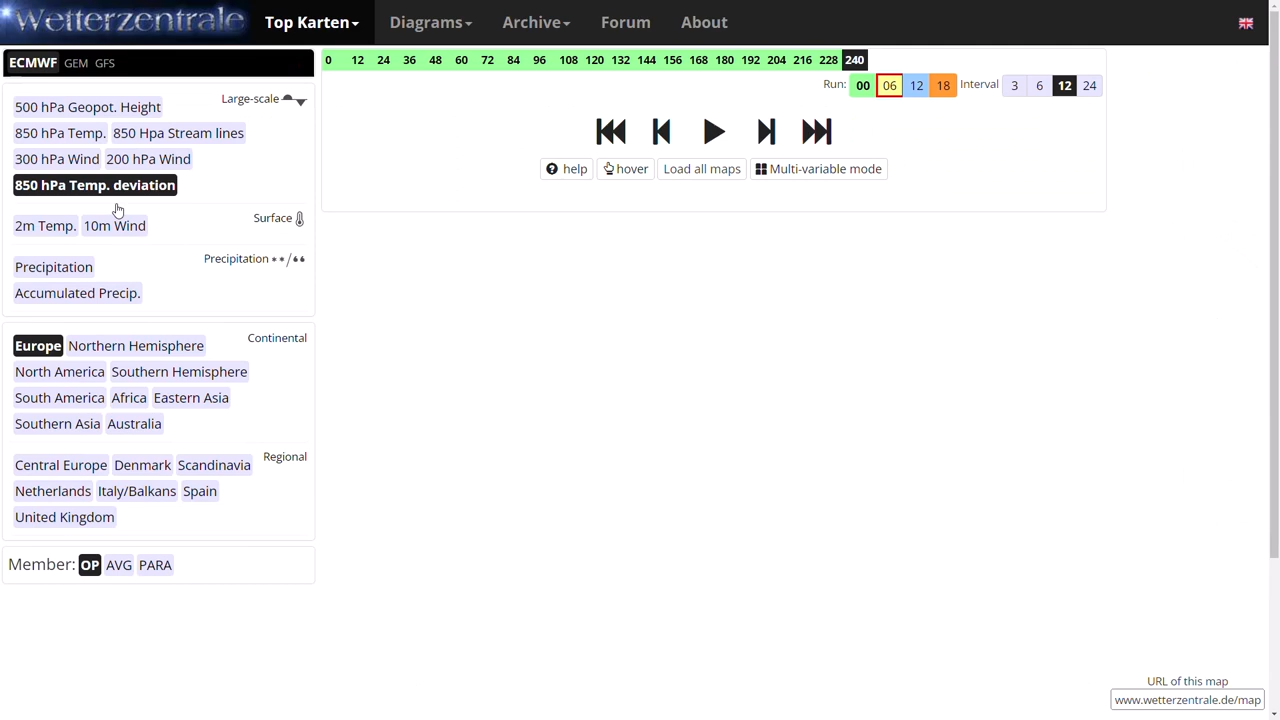 Wetterzentrale Top Karten Diagrams Archive Forum About
ECMWF GEM GFS
500 hPa Geopot. Height Large-scale
850 hPa Temp. 850 Hpa Stream lines
300 hPa Wind 200 hPa Wind
850 hPa Temp. deviation
Surface
2m Temp. 10m Wind
Precipitation
Precipitation
Accumulated Precip.
Continental
Europe Northern Hemisphere
North America Southern Hemisphere
South America Africa Eastern Asia
Southern Asia Australia
Regional
Central Europe Denmark Scandinavia
Netherlands Italy/Balkans Spain
United Kingdom
Member: OP AVG PARA
0 12 24 36 48 60 72 84 96 108 120 132 144 156 168 180 192 204 216 228 240
Run: 00 06 12 18 Interval 3 6 12 24
help hover Load all maps Multi-variable mode
URL of this map
www.wetterzentrale.de/map